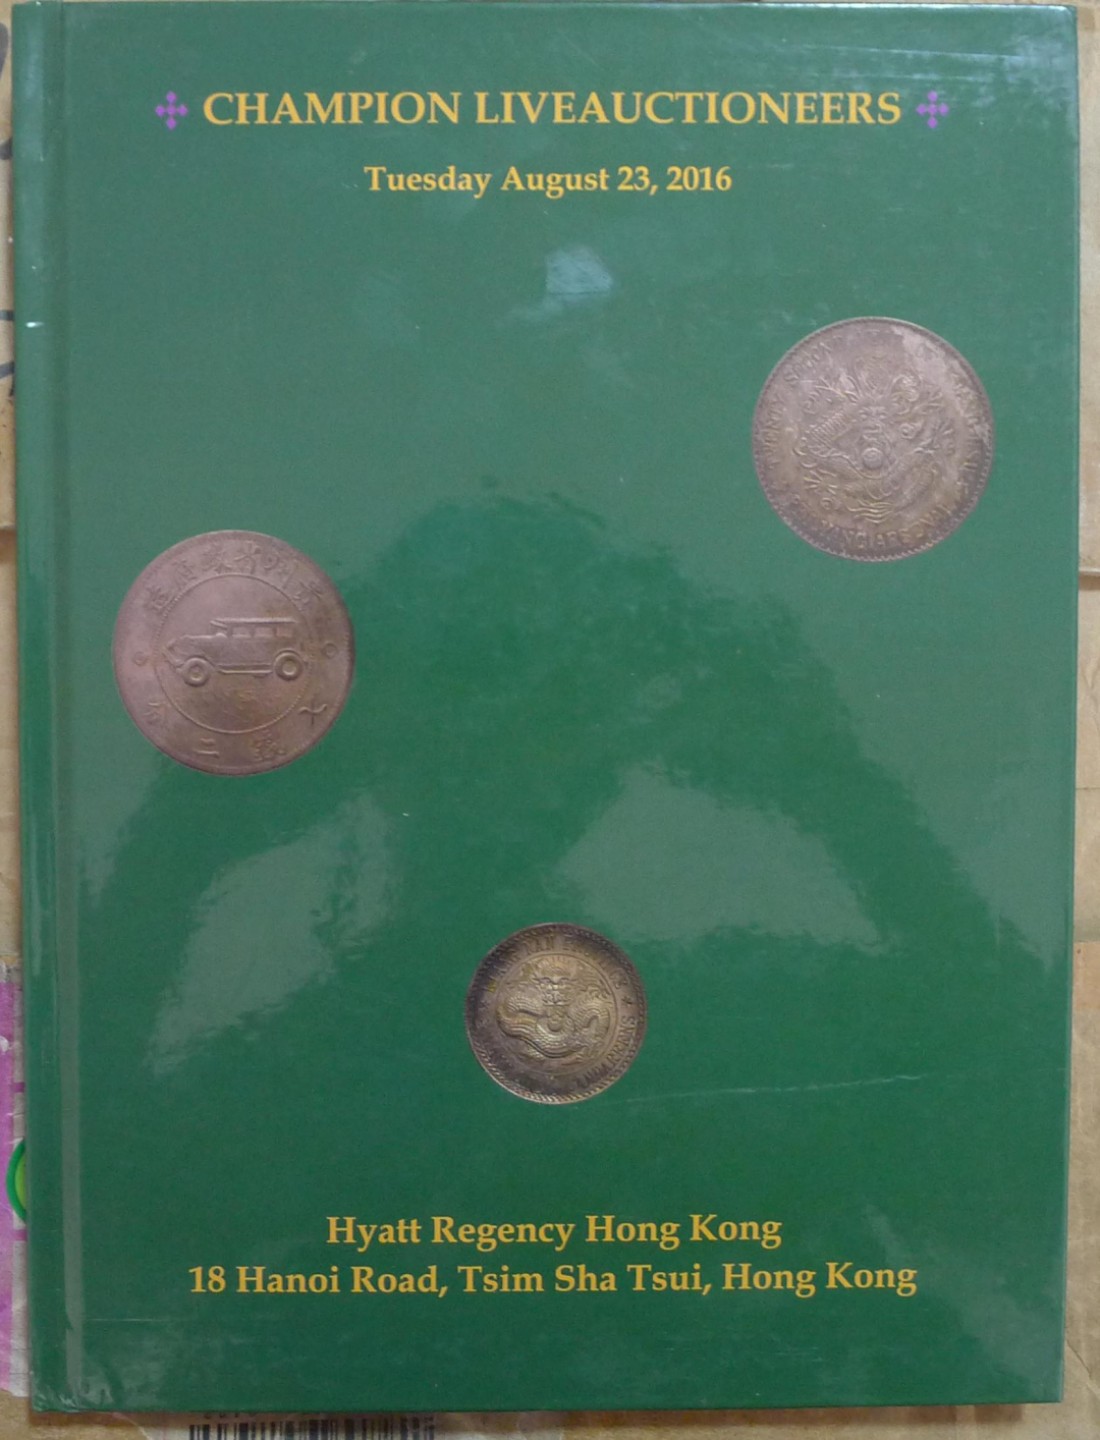 CHAMPION LIVEAUCTIONEERS
Tuesday August 23, 2016
Hyatt Regency Hong Kong
18 Hanoi Road, Tsim Sha Tsui, Hong Kong